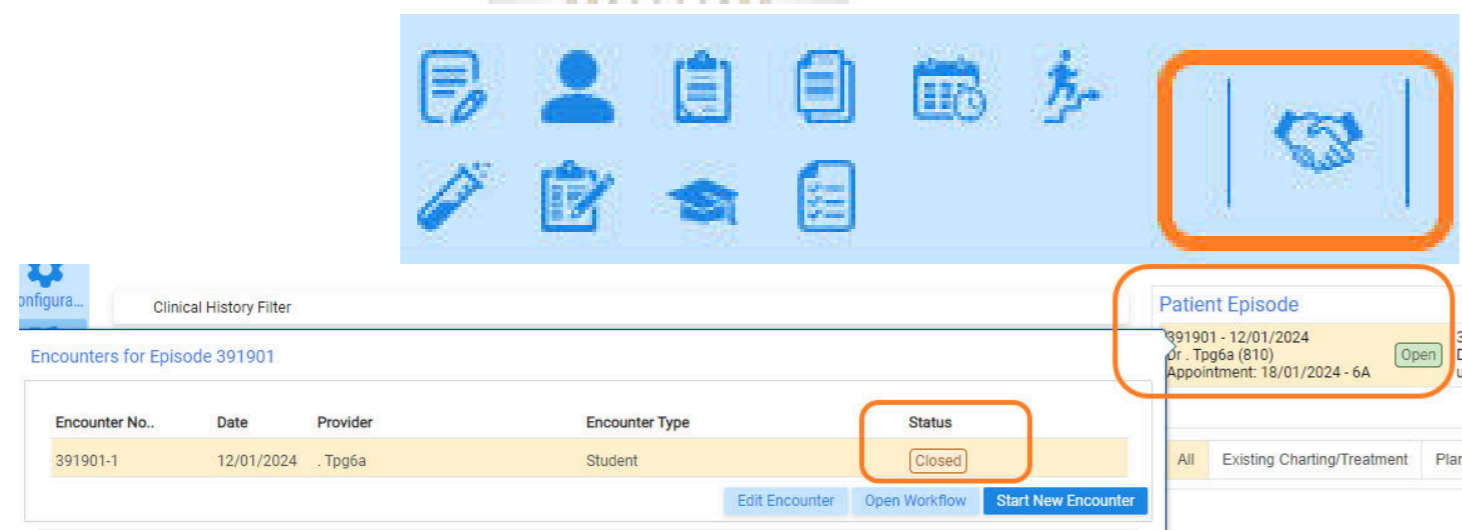 onfigura...
Clinical History Filter
Patient Episode
391901 - 12/01/2024
Dr . Tpg6a (810)
Appointment: 18/01/2024 - 6A
Open
Encounters for Episode 391901
Encounter No.. Date Provider Encounter Type Status
391901-1 12/01/2024 . Tpg6a Student Closed
Edit Encounter Open Workflow Start New Encounter
All Existing Charting/Treatment Plan